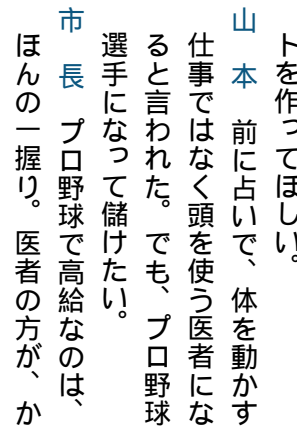 トを作ってほしい。
山本　前に占いで、体を動かす
仕事ではなく頭を使う医者にな
ると言われた。でも、プロ野球
選手になって儲けたい。
市長　プロ野球で高給なのは、
ほんの一握り。医者の方が、か